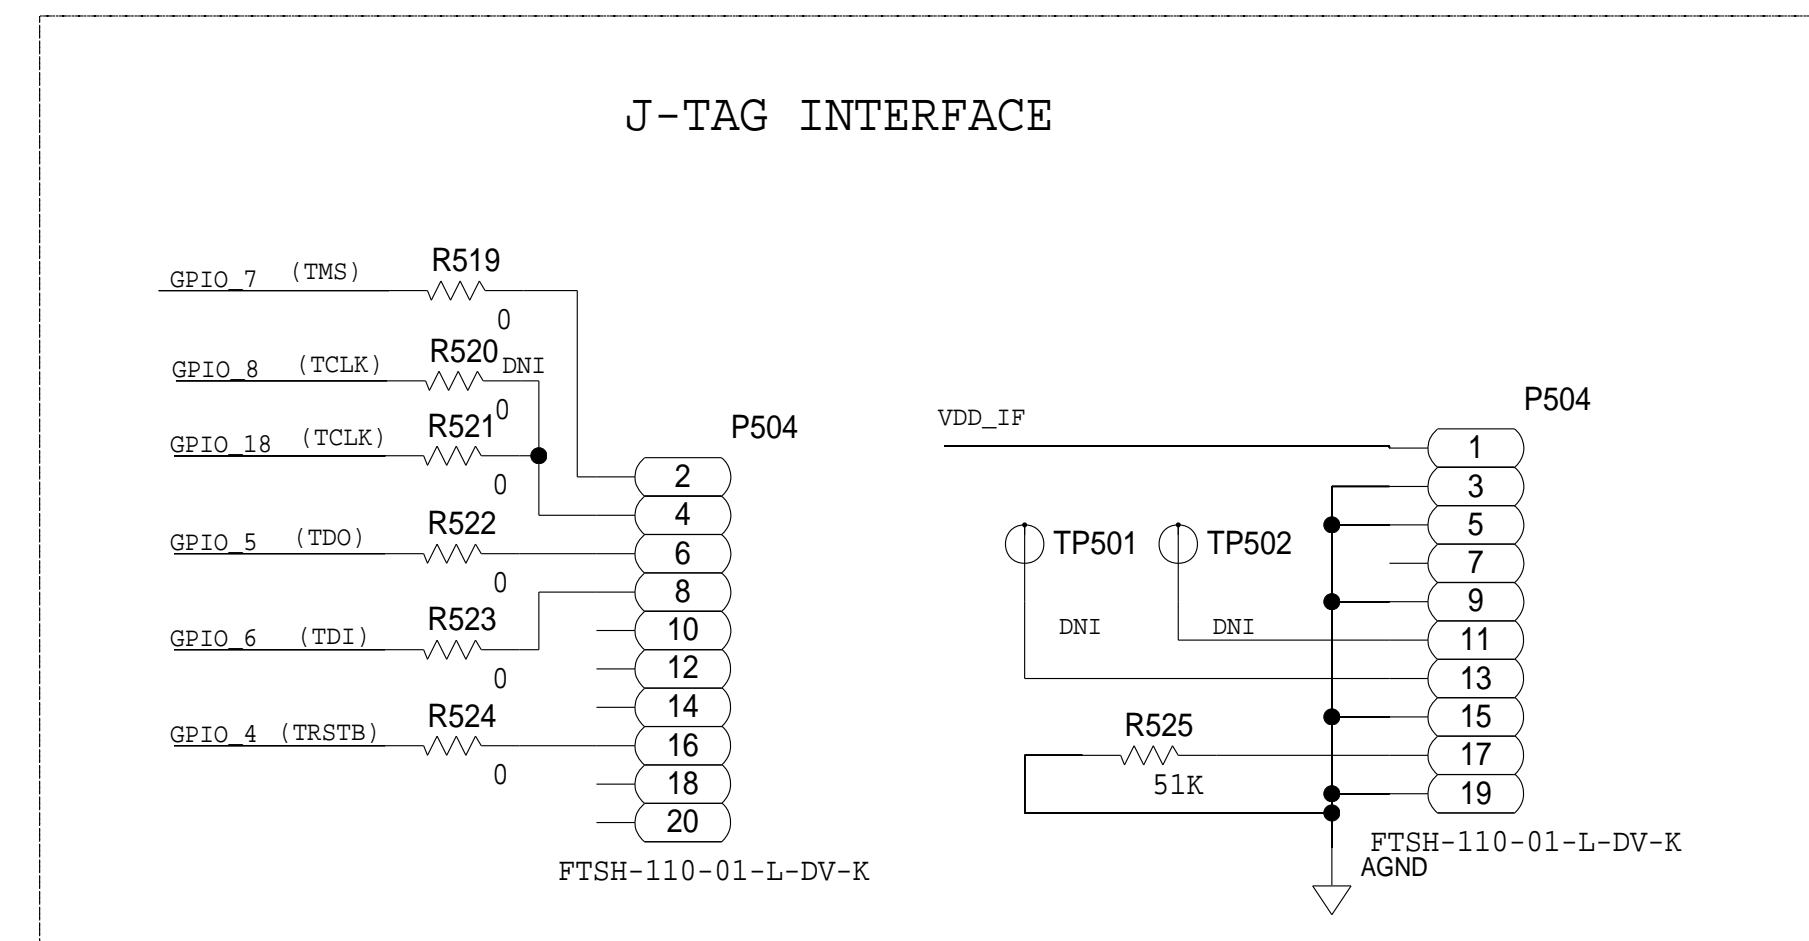 J-TAG INTERFACE
GPIO_7 (TMS) R519
0
GPIO_8 (TCLK) R520 DNI
0
GPIO_18 (TCLK) R521
0
GPIO_5 (TDO) R522
0
GPIO_6 (TDI) R523
0
GPIO_4 (TRSTB) R524
0
P504
2
4
6
8
10
12
14
16
18
20
FTSH-110-01-L-DV-K
VDD_IF
TP501 TP502
DNI DNI
R525
51K
P504
1
3
5
7
9
11
13
15
17
19
FTSH-110-01-L-DV-K
AGND